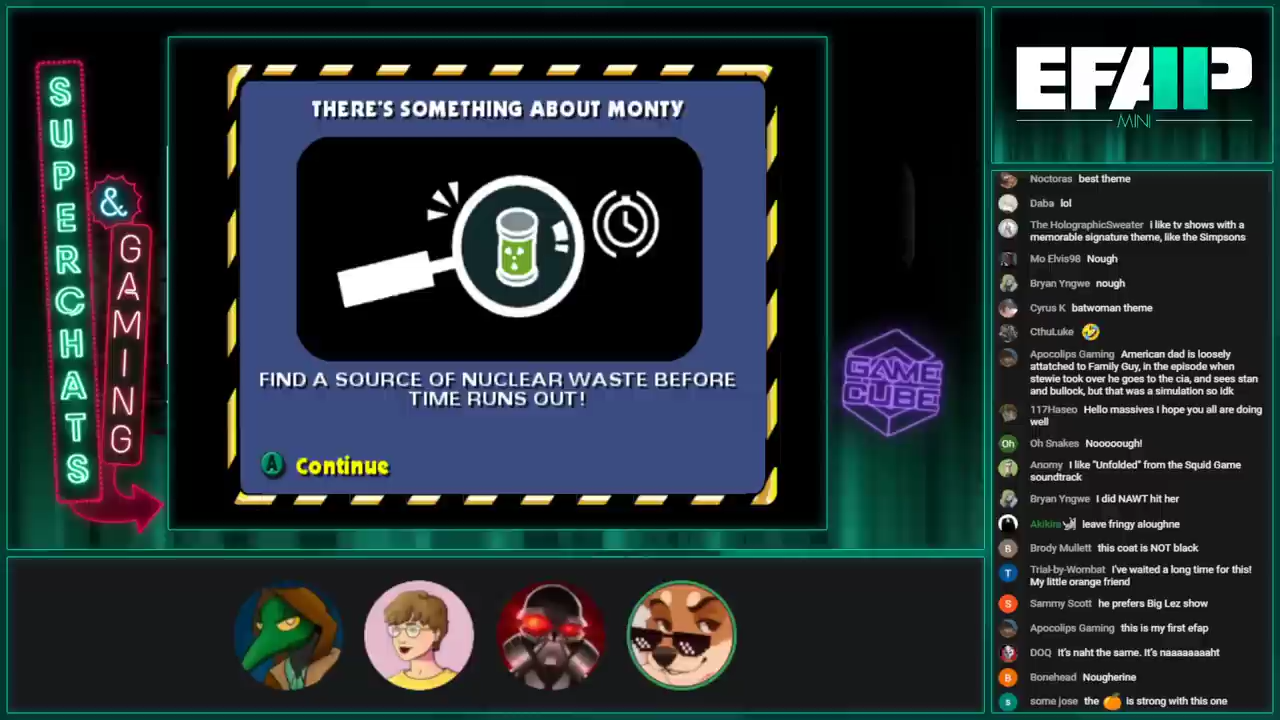 SUPERCHATS
&
GAMING
THERE'S SOMETHING ABOUT MONTY
FIND A SOURCE OF NUCLEAR WASTE BEFORE
TIME RUNS OUT!
A Continue
GAME
CUBE
EFAP
MINI
Noctoras best theme
Daba lol
The HolographicSweater i like tv shows with a
memorable signature theme, like the Simpsons
Mo Elvis98 Nough
Bryan Yngwe nough
Cyrus K batwoman theme
CthuLuke 🤣
Apocolips Gaming American dad is loosely
attatched to Family Guy, in the episode when
stewie took over he goes to the cia, and sees stan
and bullock, but that was a simulation so idk
117Haseo Hello massives I hope you all are doing
well
Oh
Oh Snakes Nooooough!
Anomy I like "Unfolded" from the Squid Game
soundtrack
Bryan Yngwe I did NAWT hit her
Akikira leave fringy aloughne
B
Brody Mullett this coat is NOT black
T
Trial-by-Wombat I've waited a long time for this!
My little orange friend
S
Sammy Scott he prefers Big Lez show
Apocolips Gaming this is my first efap
DOQ It's naht the same. It's naaaaaaaht
B
Bonehead Nougherine
s
some jose the 🍊 is strong with this one